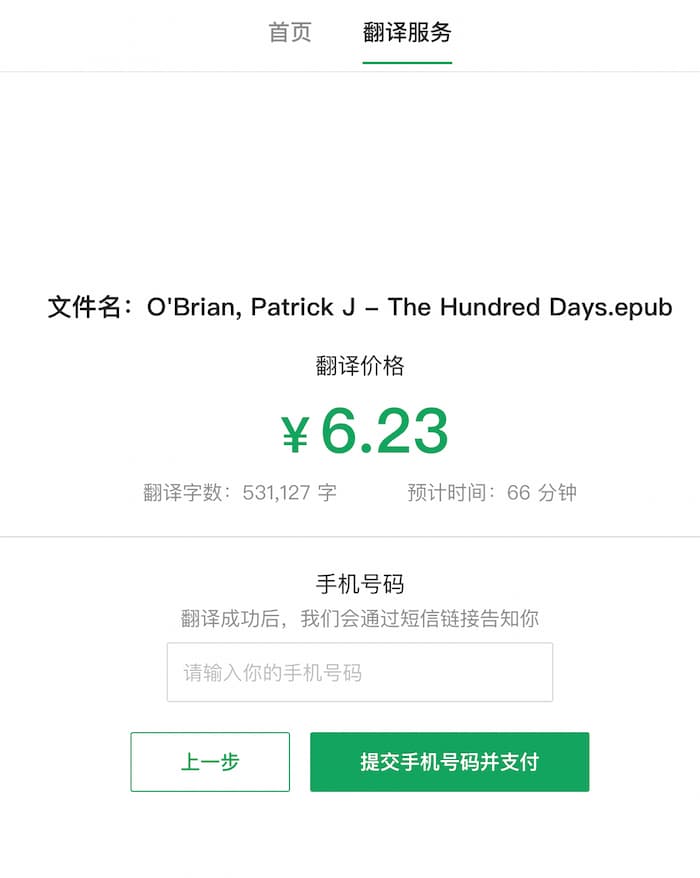 首页 翻译服务
文件名：O'Brian, Patrick J – The Hundred Days.epub
翻译价格
¥6.23
翻译字数：531,127 字 预计时间：66 分钟
手机号码
翻译成功后，我们会通过短信链接告知你
请输入你的手机号码
上一步 提交手机号码并支付